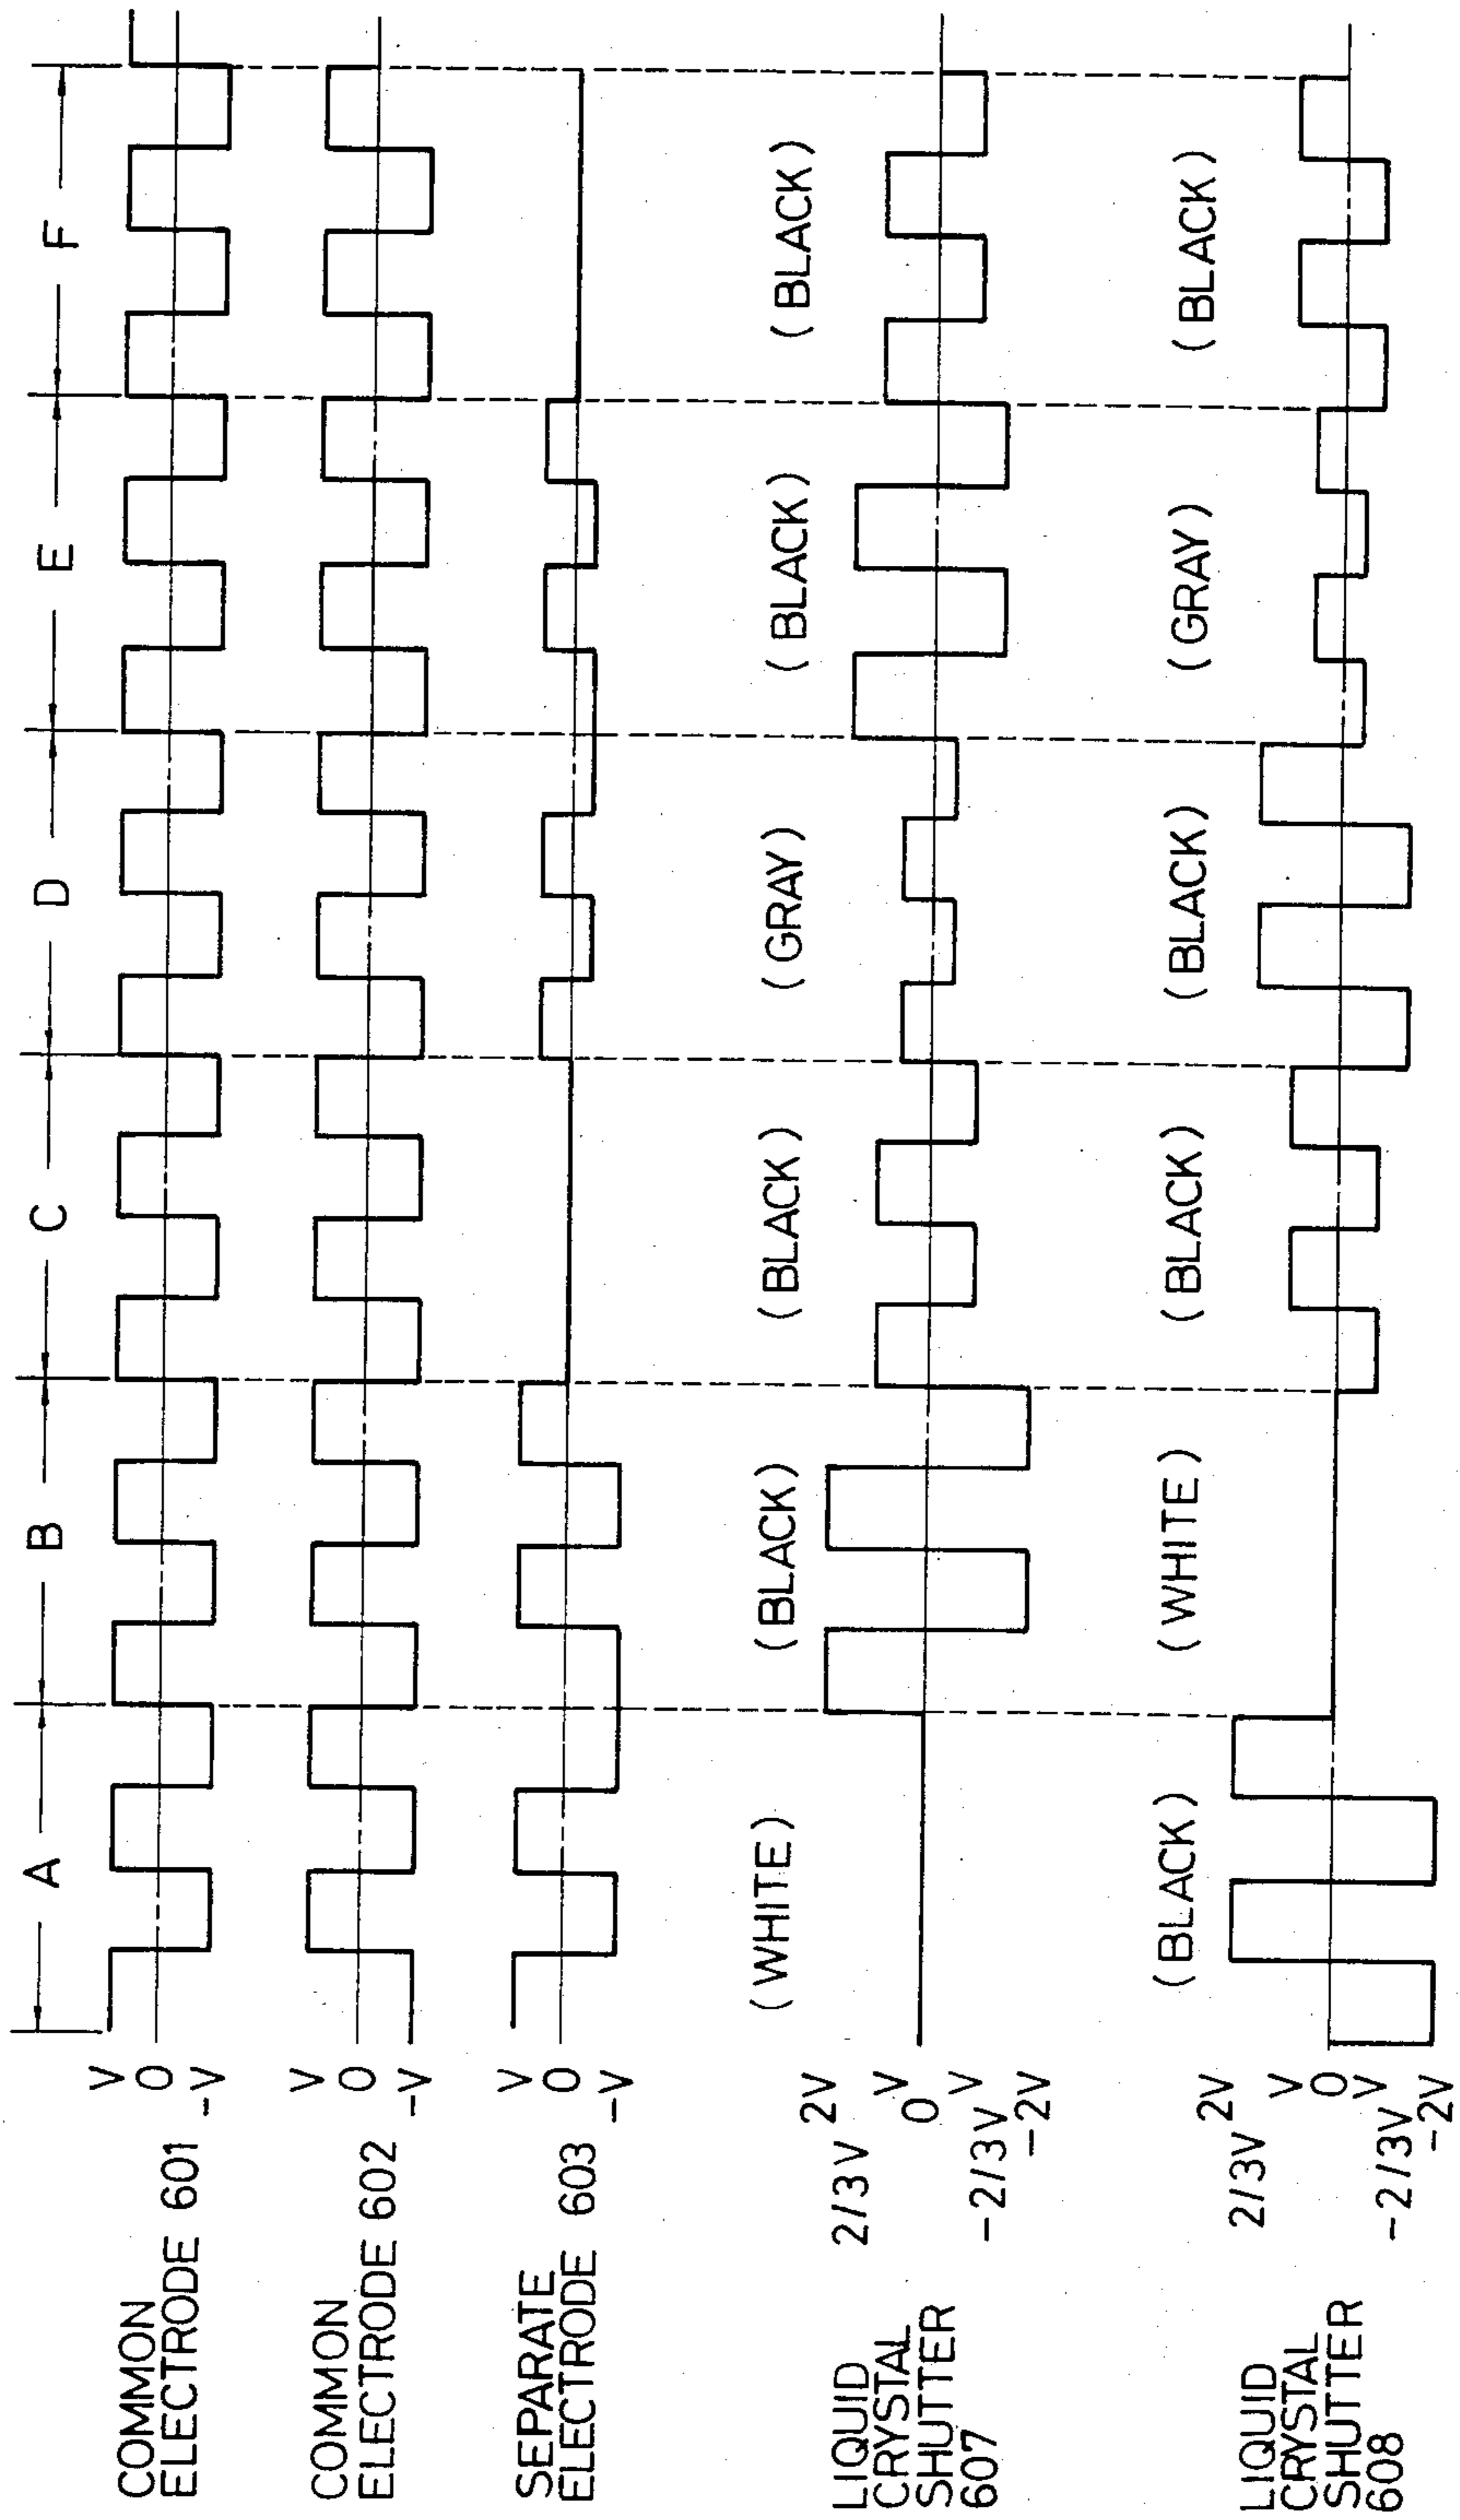 A B C D E F
COMMON
ELECTRODE 601
V
0
-V
COMMON
ELECTRODE 602
V
0
-V
SEPARATE
ELECTRODE 603
V
0
-V
LIQUID
CRYSTAL
SHUTTER
607
2V
2/3V
V
0
V
-2/3V
-2V
(WHITE) (BLACK) (BLACK) (GRAY) (BLACK) (BLACK)
LIQUID
CRYSTAL
SHUTTER
608
2V
2/3V
V
0
V
-2/3V
-2V
(BLACK) (WHITE) (BLACK) (BLACK) (GRAY) (BLACK)